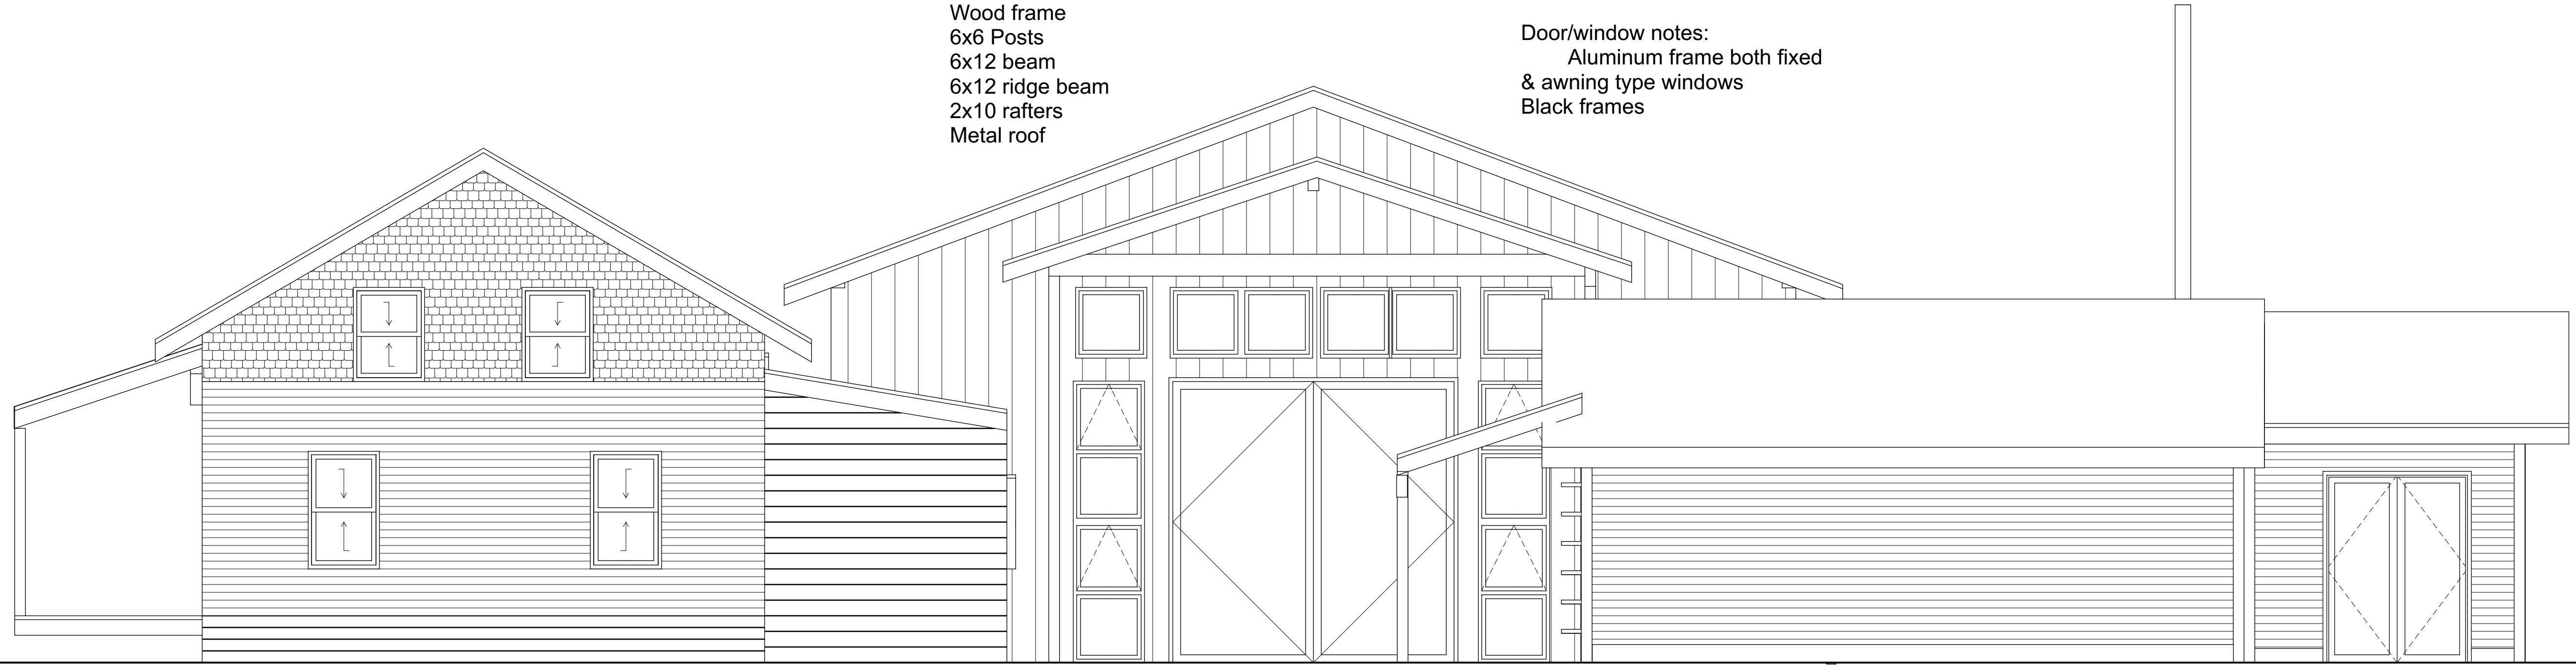 Wood frame
6x6 Posts
6x12 beam
6x12 ridge beam
2x10 rafters
Metal roof
Door/window notes:
Aluminum frame both fixed
& awning type windows
Black frames